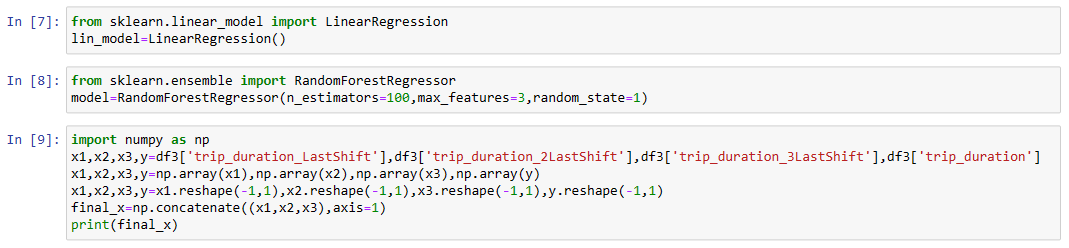 In [7]: from sklearn.linear_model import LinearRegression
lin_model=LinearRegression()
In [8]: from sklearn.ensemble import RandomForestRegressor
model=RandomForestRegressor(n_estimators=100,max_features=3,random_state=1)
In [9]: import numpy as np
x1,x2,x3,y=df3['trip_duration_LastShift'],df3['trip_duration_2LastShift'],df3['trip_duration_3LastShift'],df3['trip_duration']
x1,x2,x3,y=np.array(x1),np.array(x2),np.array(x3),np.array(y)
x1,x2,x3,y=x1.reshape(-1,1),x2.reshape(-1,1),x3.reshape(-1,1),y.reshape(-1,1)
final_x=np.concatenate((x1,x2,x3),axis=1)
print(final_x)